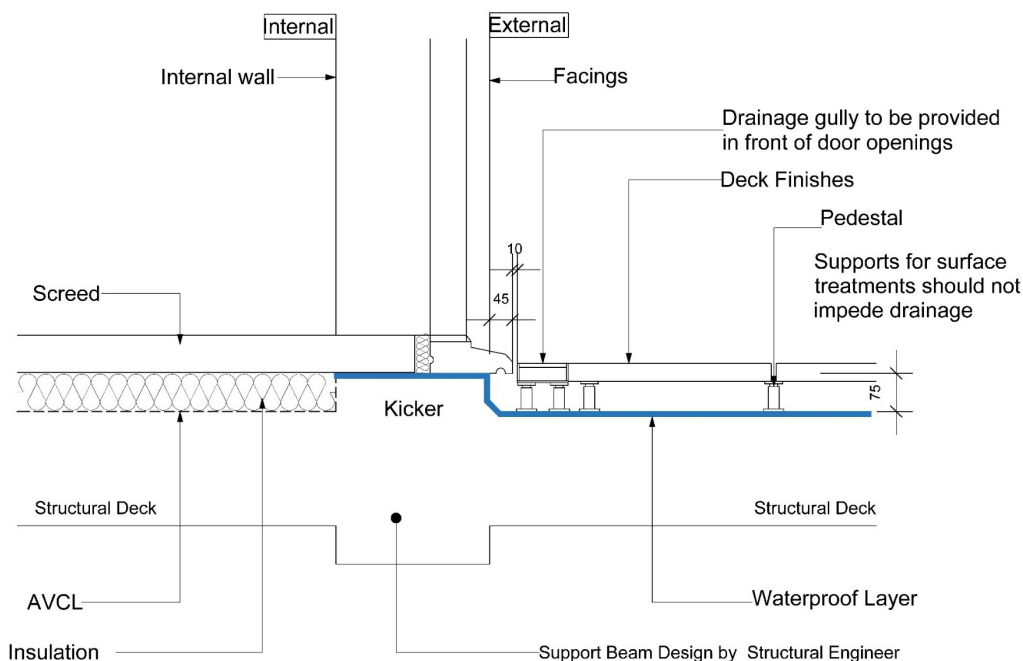 Internal
External
Internal wall
Facings
Drainage gully to be provided
in front of door openings
Deck Finishes
Pedestal
10
Supports for surface
treatments should not
impede drainage
Screed
45
75
Kicker
Structural Deck
Structural Deck
AVCL
Waterproof Layer
Insulation
Support Beam Design by Structural Engineer